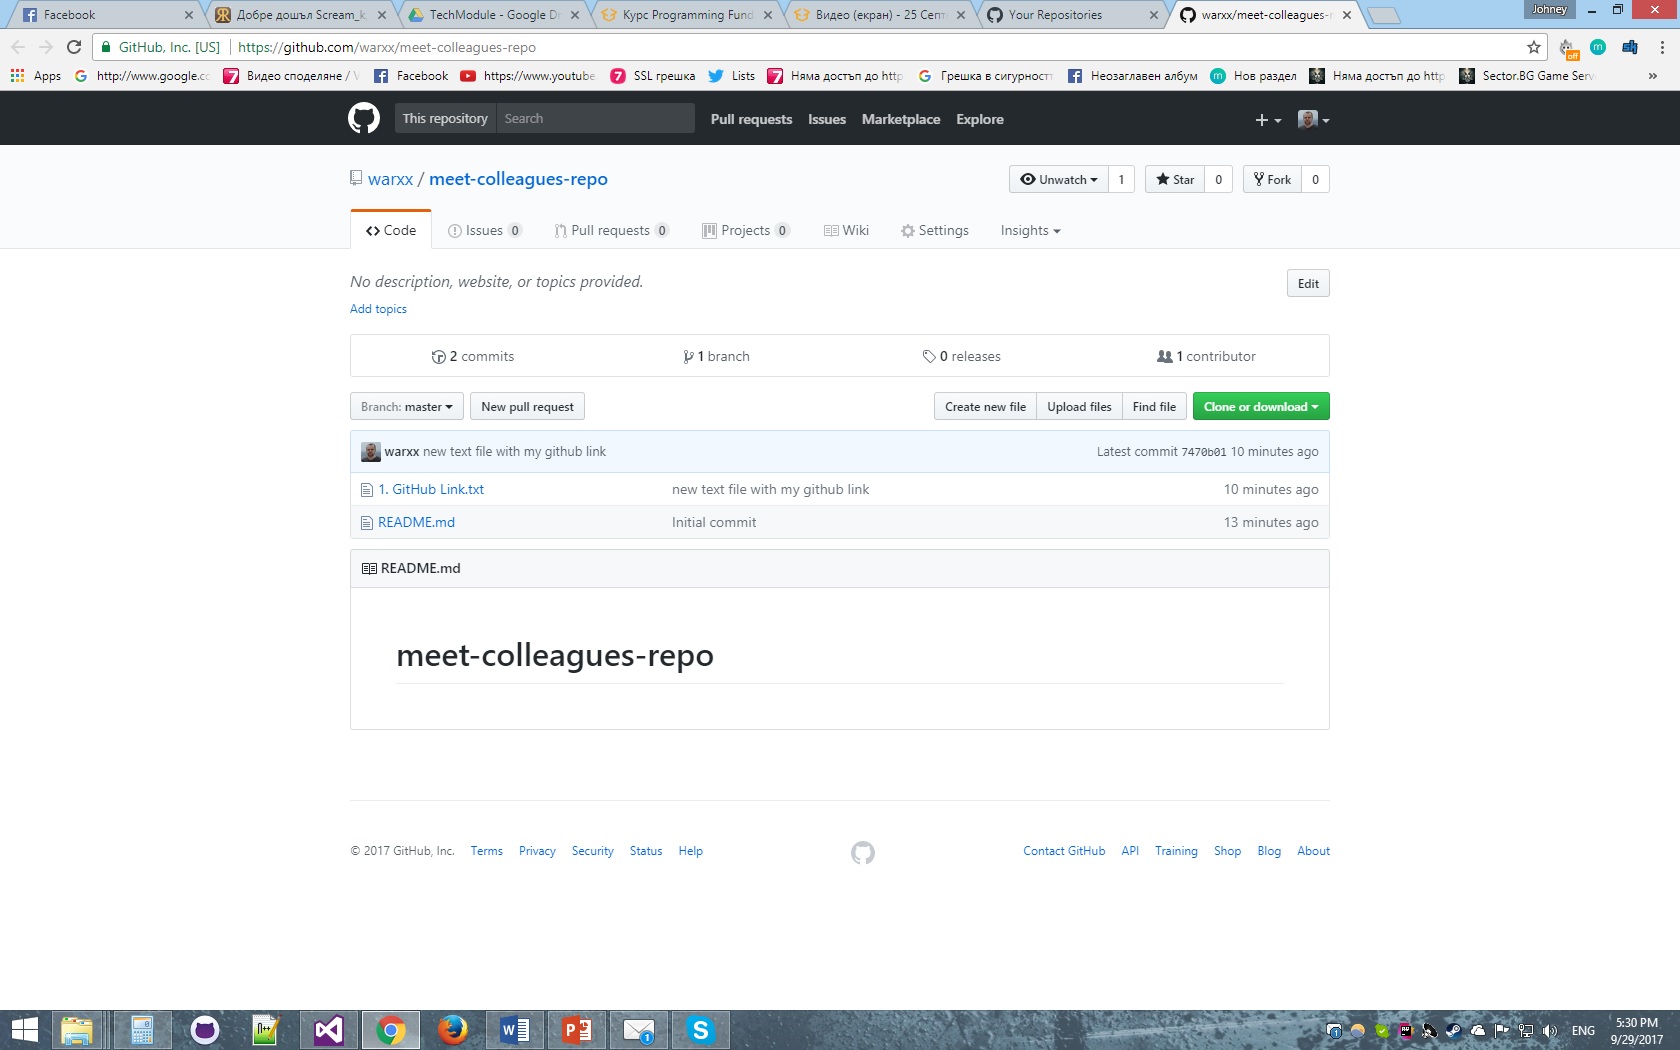 Facebook
Добре дошъл Scream_k
TechModule - Google Dr
Курс Programming Fund
Видео (екран) - 25 Септ
Your Repositories
warxx/meet-colleagues-r
Johney
GitHub, Inc. [US] https://github.com/warxx/meet-colleagues-repo
off
Apps http://www.google.co Видео споделяне / V Facebook https://www.youtube SSL грешка Lists Няма достъп до http Грешка в сигурност Неозаглавен албум Нов раздел Няма достъп до http Sector.BG Game Serv »
This repository Search Pull requests Issues Marketplace Explore
warxx / meet-colleagues-repo Unwatch 1 Star 0 Fork 0
Code Issues 0 Pull requests 0 Projects 0 Wiki Settings Insights
No description, website, or topics provided. Edit
Add topics
2 commits 1 branch 0 releases 1 contributor
Branch: master New pull request Create new file Upload files Find file Clone or download
warxx new text file with my github link Latest commit 7470b01 10 minutes ago
1. GitHub Link.txt new text file with my github link 10 minutes ago
README.md Initial commit 13 minutes ago
README.md
meet-colleagues-repo
© 2017 GitHub, Inc. Terms Privacy Security Status Help Contact GitHub API Training Shop Blog About
ENG
5:30 PM
9/29/2017